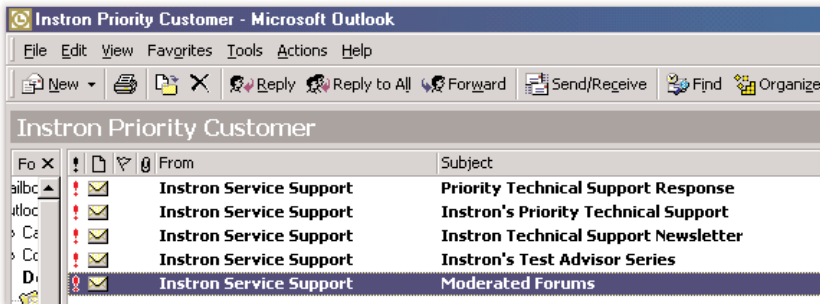 Instron Priority Customer - Microsoft Outlook
File Edit View Favorites Tools Actions Help
New Reply Reply to All Forward Send/Receive Find Organize
Instron Priority Customer
Fo From Subject
Instron Service Support Priority Technical Support Response
Instron Service Support Instron's Priority Technical Support
Instron Service Support Instron Technical Support Newsletter
Instron Service Support Instron's Test Advisor Series
Instron Service Support Moderated Forums